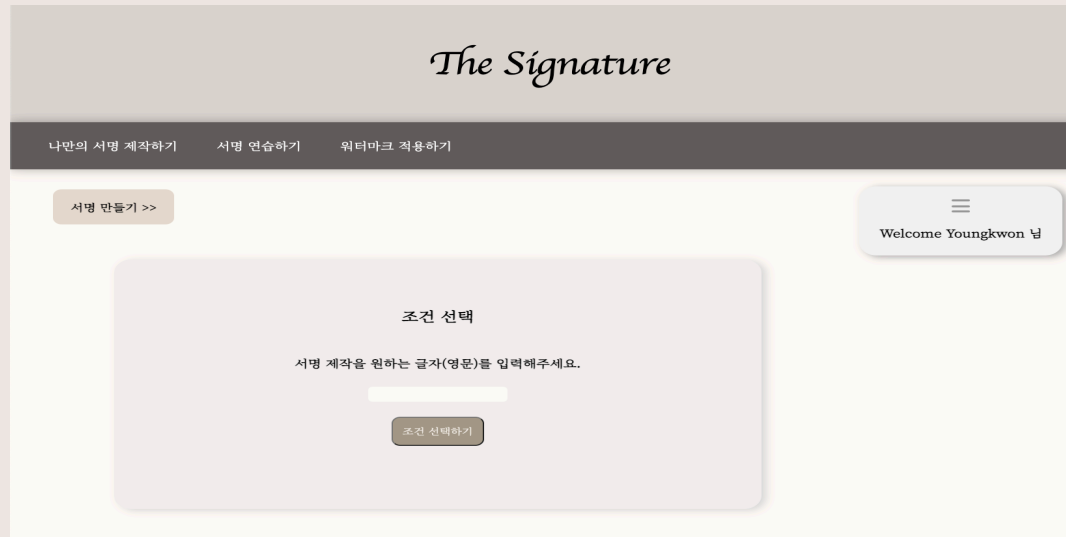 The Signature
나만의 서명 제작하기 서명 연습하기 워터마크 적용하기
서명 만들기 >>
Welcome Youngkwon 님
조건 선택
서명 제작을 원하는 글자(영문)를 입력해주세요.
조건 선택하기